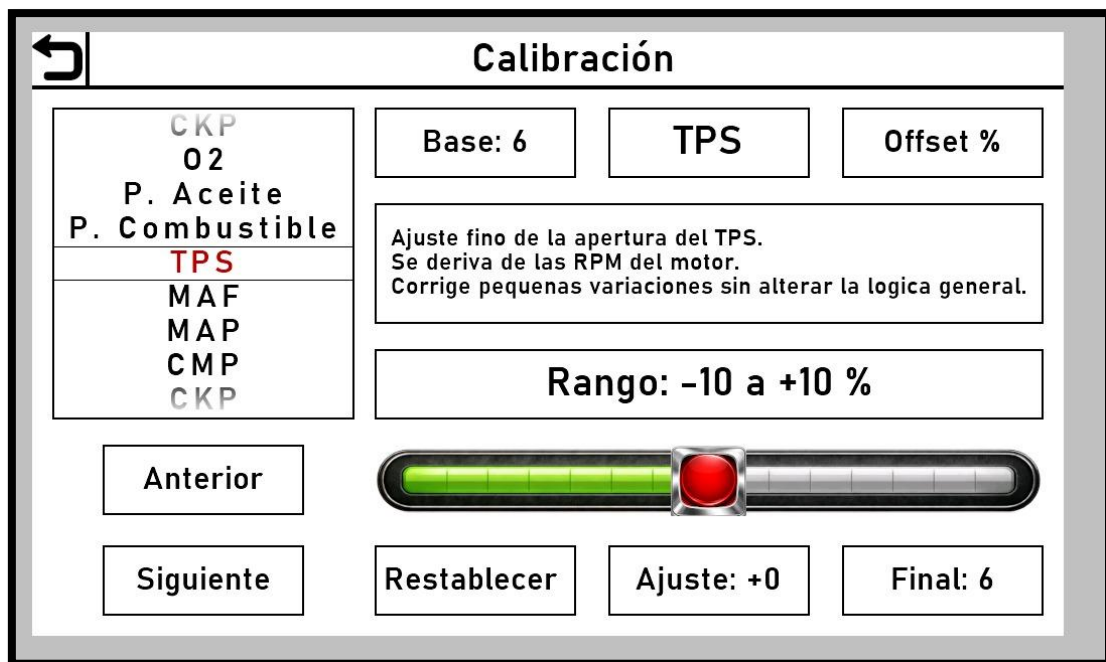 Calibración
CKP
O2
P. Aceite
P. Combustible
TPS
MAF
MAP
CMP
CKP
Base: 6
TPS
Offset %
Ajuste fino de la apertura del TPS.
Se deriva de las RPM del motor.
Corrige pequenas variaciones sin alterar la logica general.
Rango: -10 a +10 %
Anterior
Siguiente
Restablecer
Ajuste: +0
Final: 6